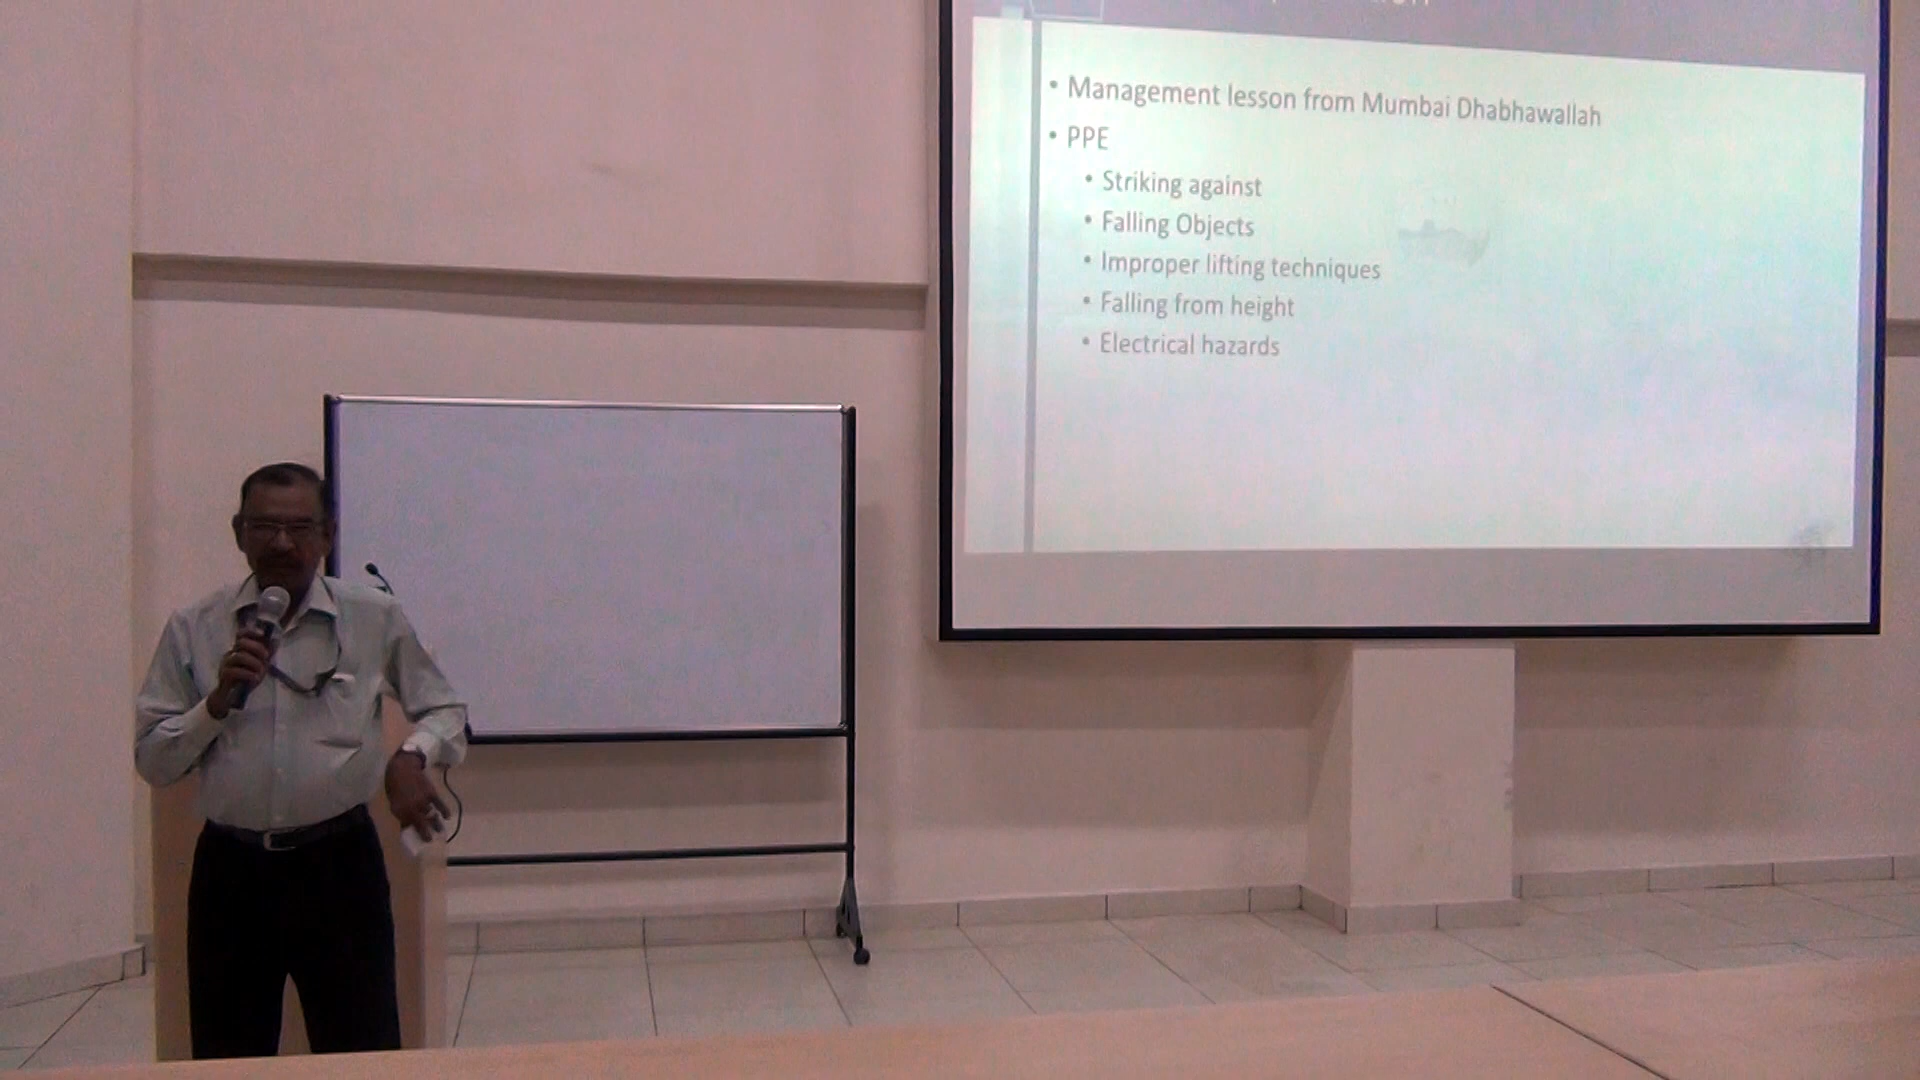 • Management lesson from Mumbai Dhabhawallah
• PPE
• Striking against
• Falling Objects
• Improper lifting techniques
• Falling from height
• Electrical hazards